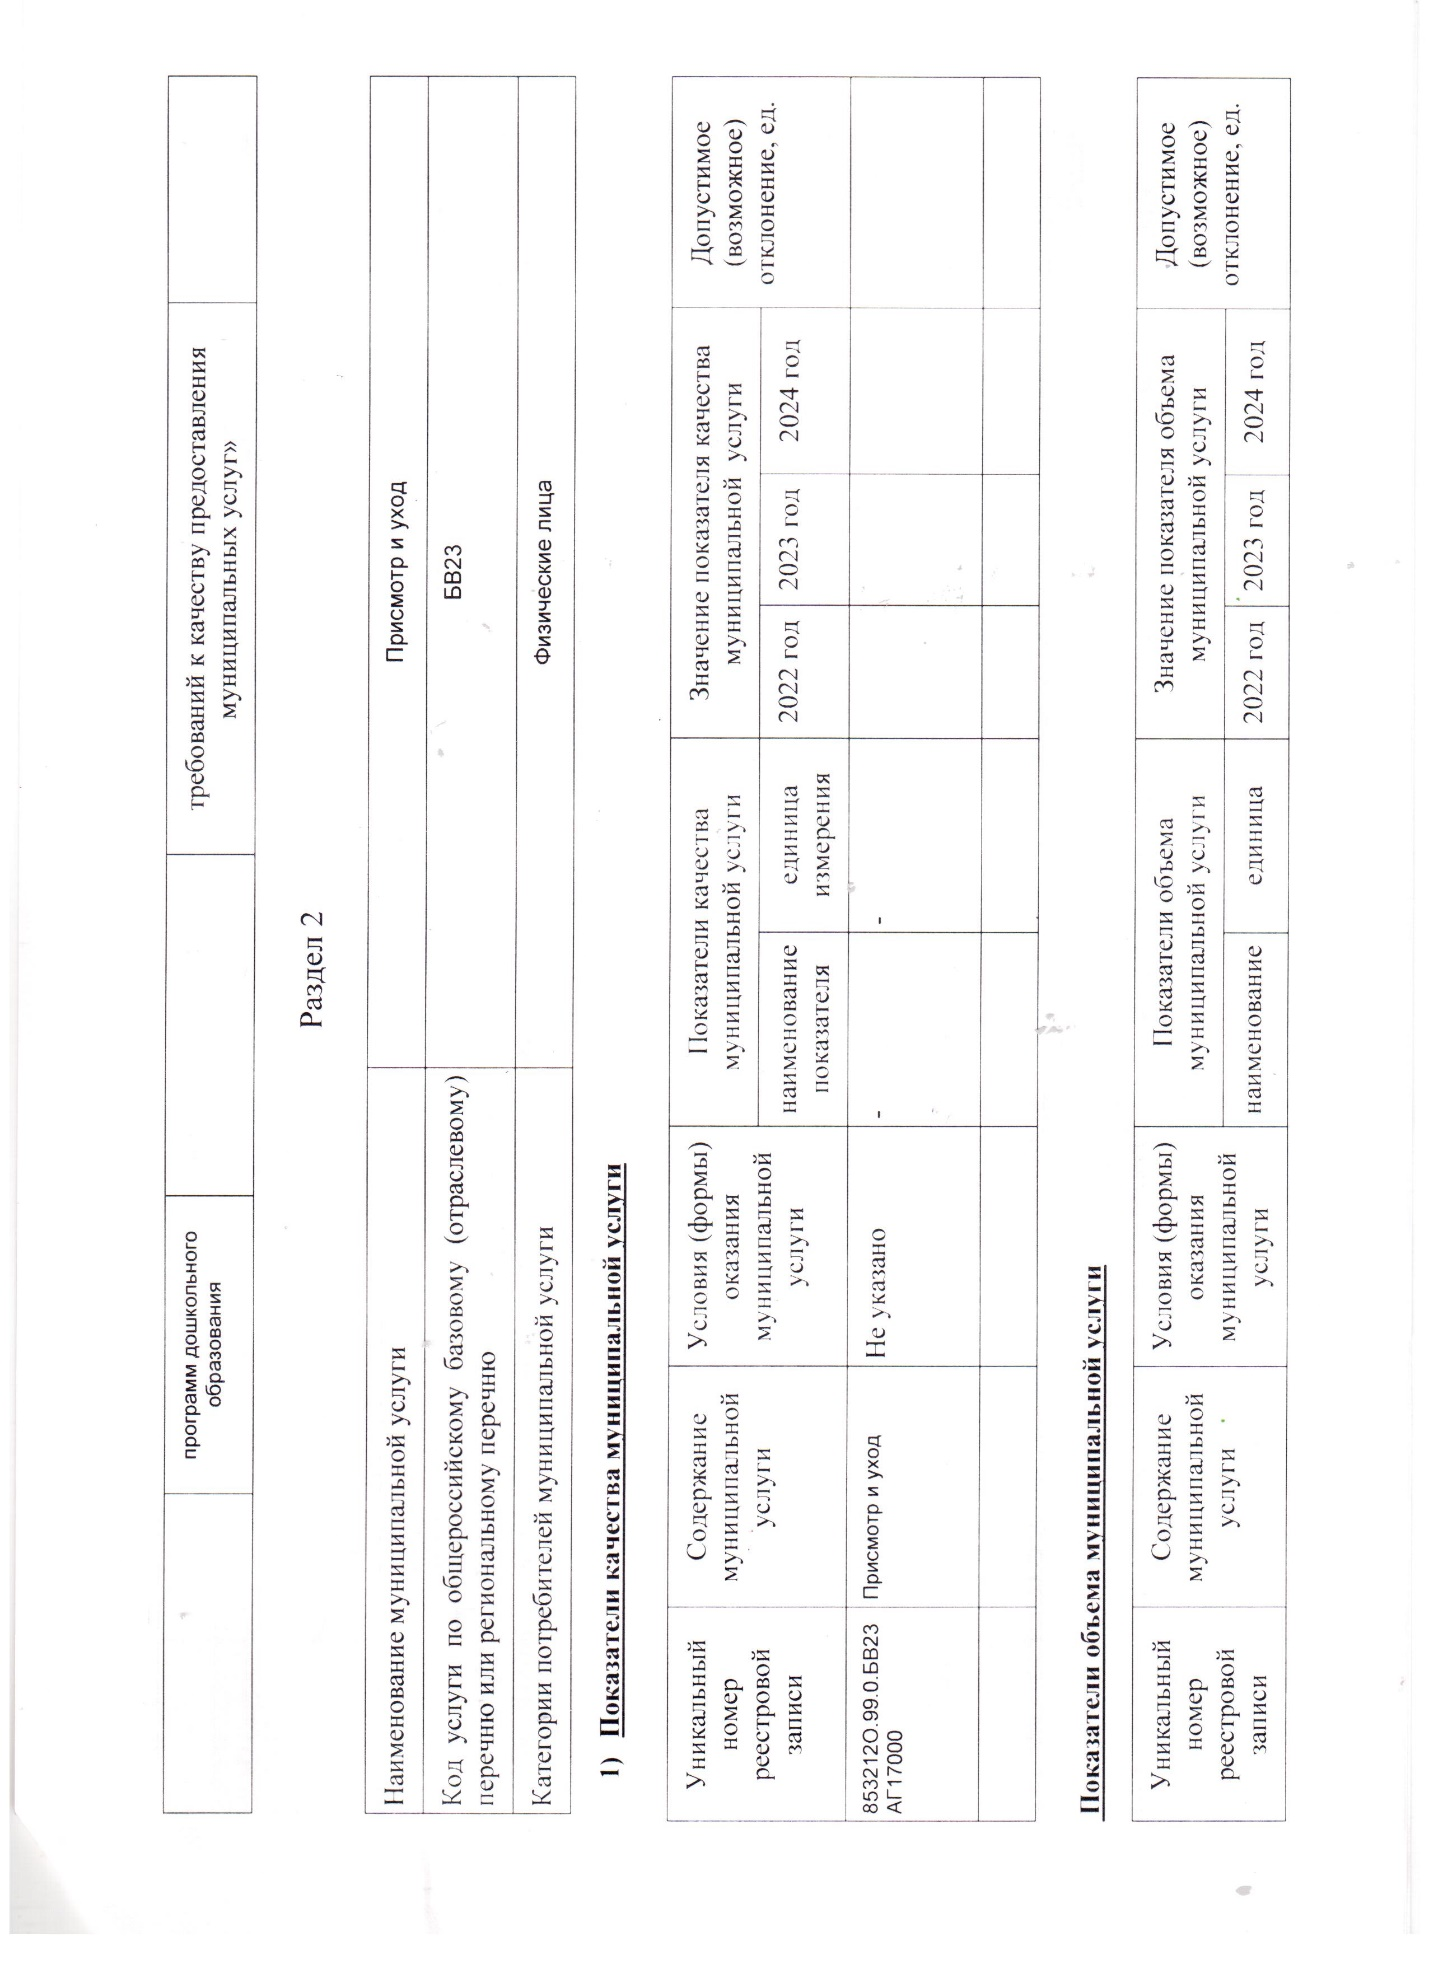 программ дошкольного
образования
требований к качеству предоставления
муниципальных услуг»
Раздел 2
Наименование муниципальной услуги
Присмотр и уход
Код услуги по общероссийскому базовому (отраслевому)
перечню или региональному перечню
БВ23
Категории потребителей муниципальной услуги
Физические лица
1) Показатели качества муниципальной услуги
Уникальный
номер
реестровой
записи
Содержание
муниципальной
услуги
Условия (формы)
оказания
муниципальной
услуги
Показатели качества
муниципальной услуги
наименование
показателя
единица
измерения
Значение показателя качества
муниципальной услуги
2022 год
2023 год
2024 год
Допустимое
(возможное)
отклонение, ед.
853212О.99.0.БВ23
АГ17000
Присмотр и уход
Не указано
-
-
Показатели объема муниципальной услуги
Уникальный
номер
реестровой
записи
Содержание
муниципальной
услуги
Условия (формы)
оказания
муниципальной
услуги
Показатели объема
муниципальной услуги
наименование
единица
Значение показателя объема
муниципальной услуги
2022 год
2023 год
2024 год
Допустимое
(возможное)
отклонение, ед.